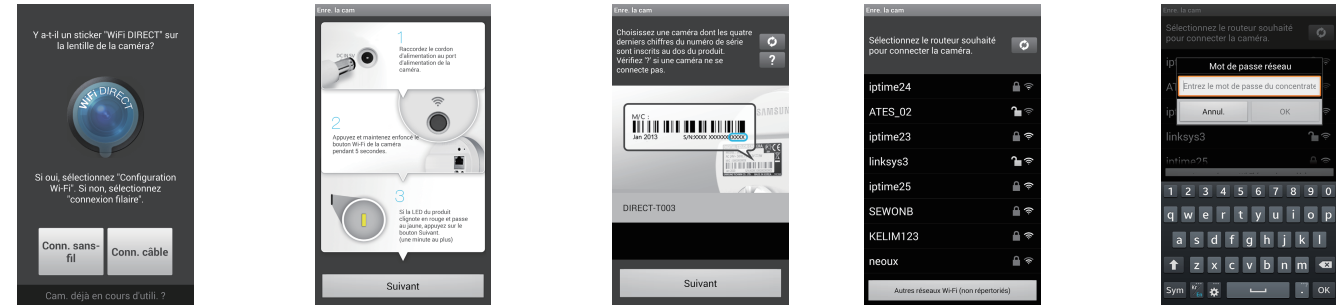 Y a-t-il un sticker "WiFi DIRECT" sur
la lentille de la caméra?
WiFi DIRECT
Si oui, sélectionnez "Configuration
Wi-Fi". Si non, sélectionnez
"connexion filaire".
Conn. sans-
fil
Conn. câble
Cam. déjà en cours d'utili. ?
Enre. la cam
1
Raccordez le cordon
d'alimentation au port
d'alimentation de la
caméra.
2
Appuyez et maintenez enfoncé le
bouton Wi-Fi de la caméra
pendant 5 secondes.
3
Si la LED du produit
clignote en rouge et passe
au jaune, appuyez sur le
bouton Suivant.
(une minute au plus)
Suivant
Enre. la cam
Choisissez une caméra dont les quatre
derniers chiffres du numéro de série
sont inscrits au dos du produit.
Vérifiez '?' si une caméra ne se
connecte pas.
?
SAMSUNG
M/C :
Jan 2013 S/N:XXXX XXXXXXX XXXX
DIRECT-T003
Suivant
Enre. la cam
Sélectionnez le routeur souhaité
pour connecter la caméra.
iptime24
ATES_02
iptime23
linksys3
iptime25
SEWONB
KELIM123
neoux
Autres réseaux Wi-Fi (non répertoriés)
Enre. la cam
Sélectionnez le routeur souhaité
pour connecter la caméra.
Mot de passe réseau
Entrez le mot de passe du concentrate
Annul. OK
linksys3
iptime25
1 2 3 4 5 6 7 8 9 0
q w e r t y u i o p
a s d f g h j k l
z x c v b n m
Sym . OK